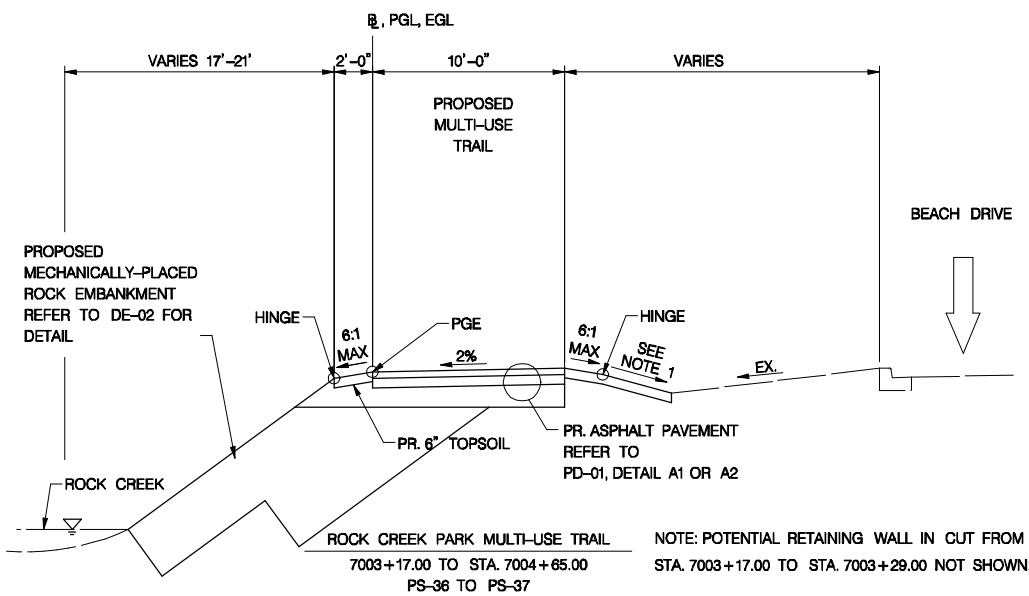 B, PGL, EGL
VARIES 17'-21'
2'-0"
10'-0"
VARIES
PROPOSED
MULTI-USE
TRAIL
BEACH DRIVE
PROPOSED
MECHANICALLY-PLACED
ROCK EMBANKMENT
REFER TO DE-02 FOR
DETAIL
HINGE
6:1
MAX
PGE
2%
6:1
MAX
HINGE
SEE
NOTE 1
EX.
PR. 6" TOPSOIL
PR. ASPHALT PAVEMENT
REFER TO
PD-01, DETAIL A1 OR A2
ROCK CREEK
ROCK CREEK PARK MULTI-USE TRAIL
7003+17.00 TO STA. 7004+65.00
PS-36 TO PS-37
NOTE: POTENTIAL RETAINING WALL IN CUT FROM
STA. 7003+17.00 TO STA. 7003+29.00 NOT SHOWN.